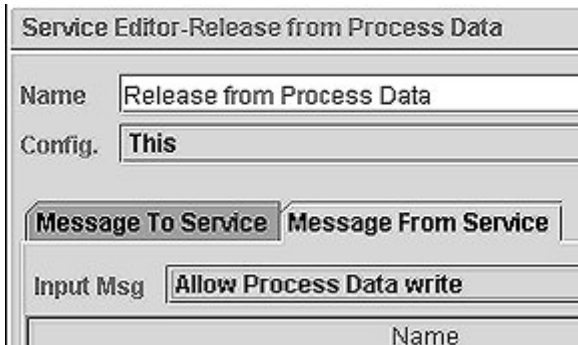 Service Editor-Release from Process Data
Name Release from Process Data
Config. This
Message To Service Message From Service
Input Msg Allow Process Data write
Name